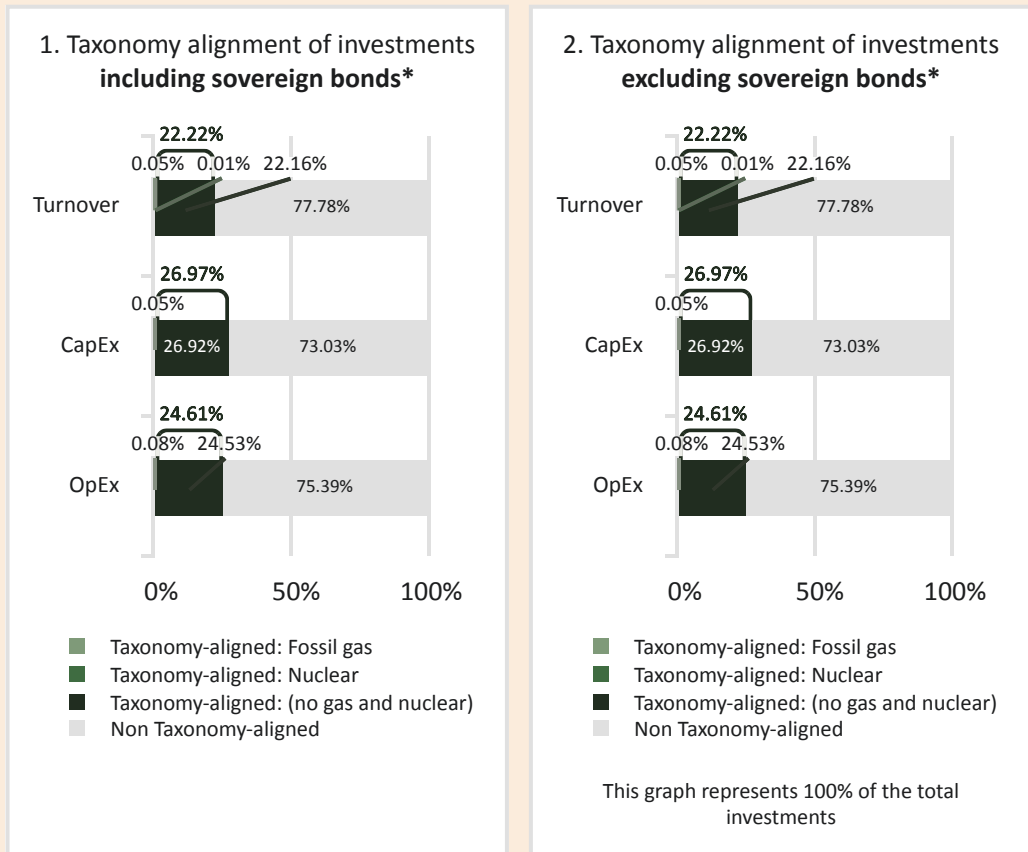 1. Taxonomy alignment of investments
including sovereign bonds*
22.22%
0.05% 0.01% 22.16%
Turnover
77.78%
26.97%
0.05%
CapEx
26.92%
73.03%
24.61%
0.08% 24.53%
OpEx
75.39%
0% 50% 100%
Taxonomy-aligned: Fossil gas
Taxonomy-aligned: Nuclear
Taxonomy-aligned: (no gas and nuclear)
Non Taxonomy-aligned
2. Taxonomy alignment of investments
excluding sovereign bonds*
22.22%
0.05% 0.01% 22.16%
Turnover
77.78%
26.97%
0.05%
CapEx
26.92%
73.03%
24.61%
0.08% 24.53%
OpEx
75.39%
0% 50% 100%
Taxonomy-aligned: Fossil gas
Taxonomy-aligned: Nuclear
Taxonomy-aligned: (no gas and nuclear)
Non Taxonomy-aligned
This graph represents 100% of the total
investments